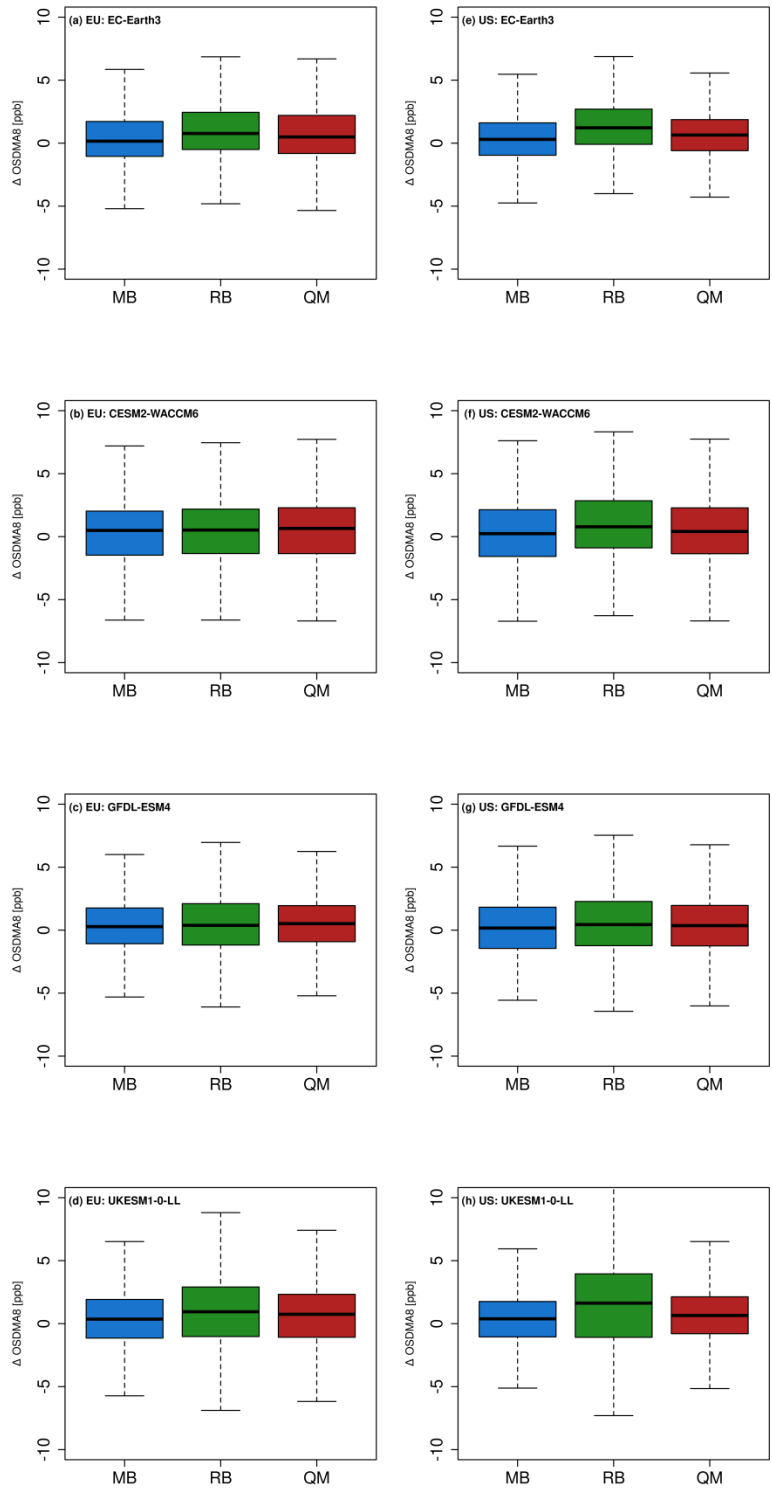 (a) EU: EC-Earth3
Δ OSDMA8 [ppb]
10
5
0
-5
-10
MB RB QM
(e) US: EC-Earth3
Δ OSDMA8 [ppb]
10
5
0
-5
-10
MB RB QM
(b) EU: CESM2-WACCM6
Δ OSDMA8 [ppb]
10
5
0
-5
-10
MB RB QM
(f) US: CESM2-WACCM6
Δ OSDMA8 [ppb]
10
5
0
-5
-10
MB RB QM
(c) EU: GFDL-ESM4
Δ OSDMA8 [ppb]
10
5
0
-5
-10
MB RB QM
(g) US: GFDL-ESM4
Δ OSDMA8 [ppb]
10
5
0
-5
-10
MB RB QM
(d) EU: UKESM1-0-LL
Δ OSDMA8 [ppb]
10
5
0
-5
-10
MB RB QM
(h) US: UKESM1-0-LL
Δ OSDMA8 [ppb]
10
5
0
-5
-10
MB RB QM